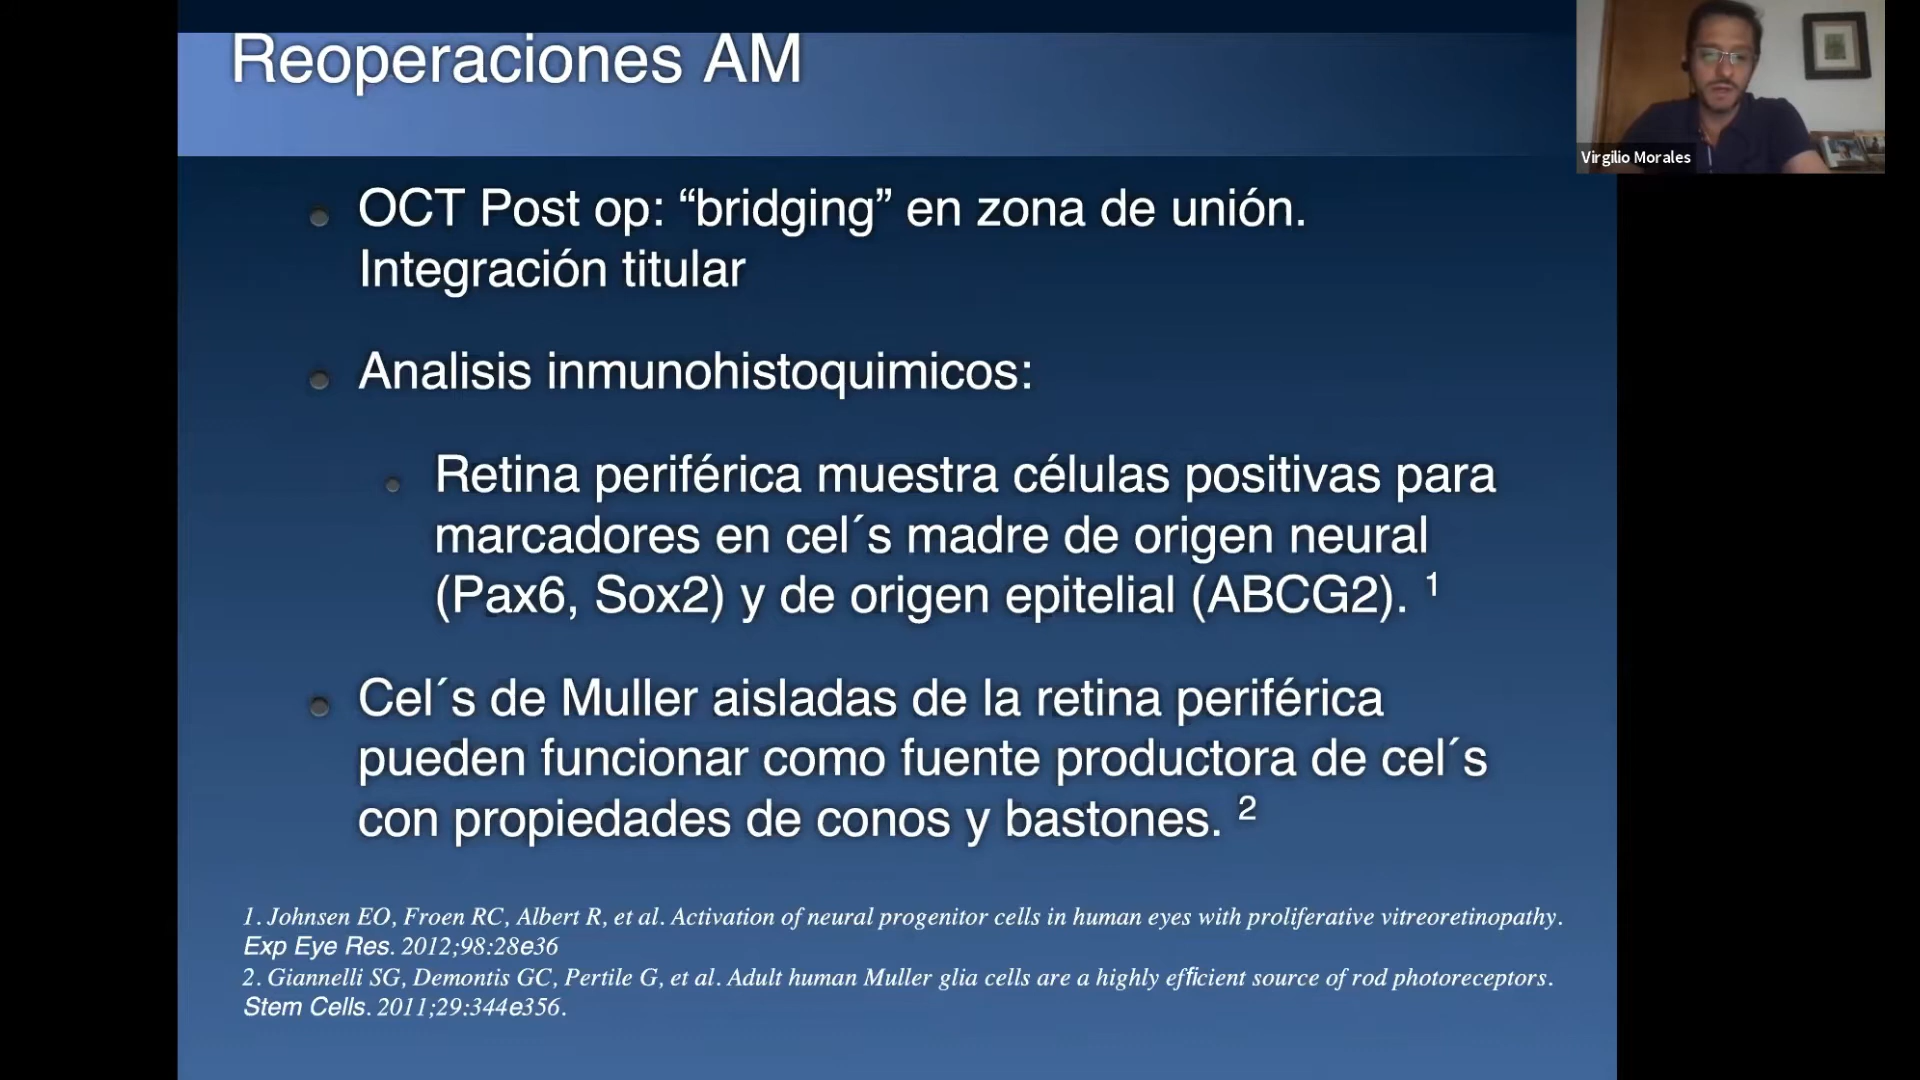 Reoperaciones AM
Virgilio Morales
OCT Post op: “bridging” en zona de unión.
Integración titular
Analisis inmunohistoquimicos:
Retina periférica muestra células positivas para
marcadores en cel´s madre de origen neural
(Pax6, Sox2) y de origen epitelial (ABCG2). 1
Cel´s de Muller aisladas de la retina periférica
pueden funcionar como fuente productora de cel´s
con propiedades de conos y bastones. 2
1. Johnsen EO, Froen RC, Albert R, et al. Activation of neural progenitor cells in human eyes with proliferative vitreoretinopathy.
Exp Eye Res. 2012;98:28e36
2. Giannelli SG, Demontis GC, Pertile G, et al. Adult human Muller glia cells are a highly efficient source of rod photoreceptors.
Stem Cells. 2011;29:344e356.